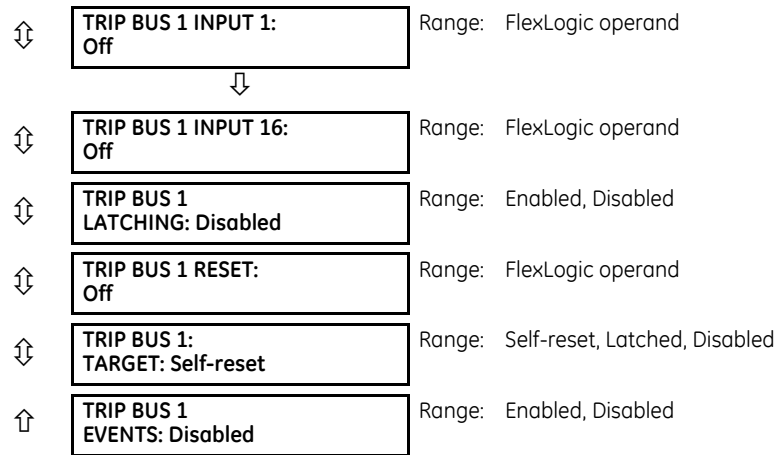 TRIP BUS 1 INPUT 1:
Off
Range: FlexLogic operand
TRIP BUS 1 INPUT 16:
Off
Range: FlexLogic operand
TRIP BUS 1
LATCHING: Disabled
Range: Enabled, Disabled
TRIP BUS 1 RESET:
Off
Range: FlexLogic operand
TRIP BUS 1:
TARGET: Self-reset
Range: Self-reset, Latched, Disabled
TRIP BUS 1
EVENTS: Disabled
Range: Enabled, Disabled